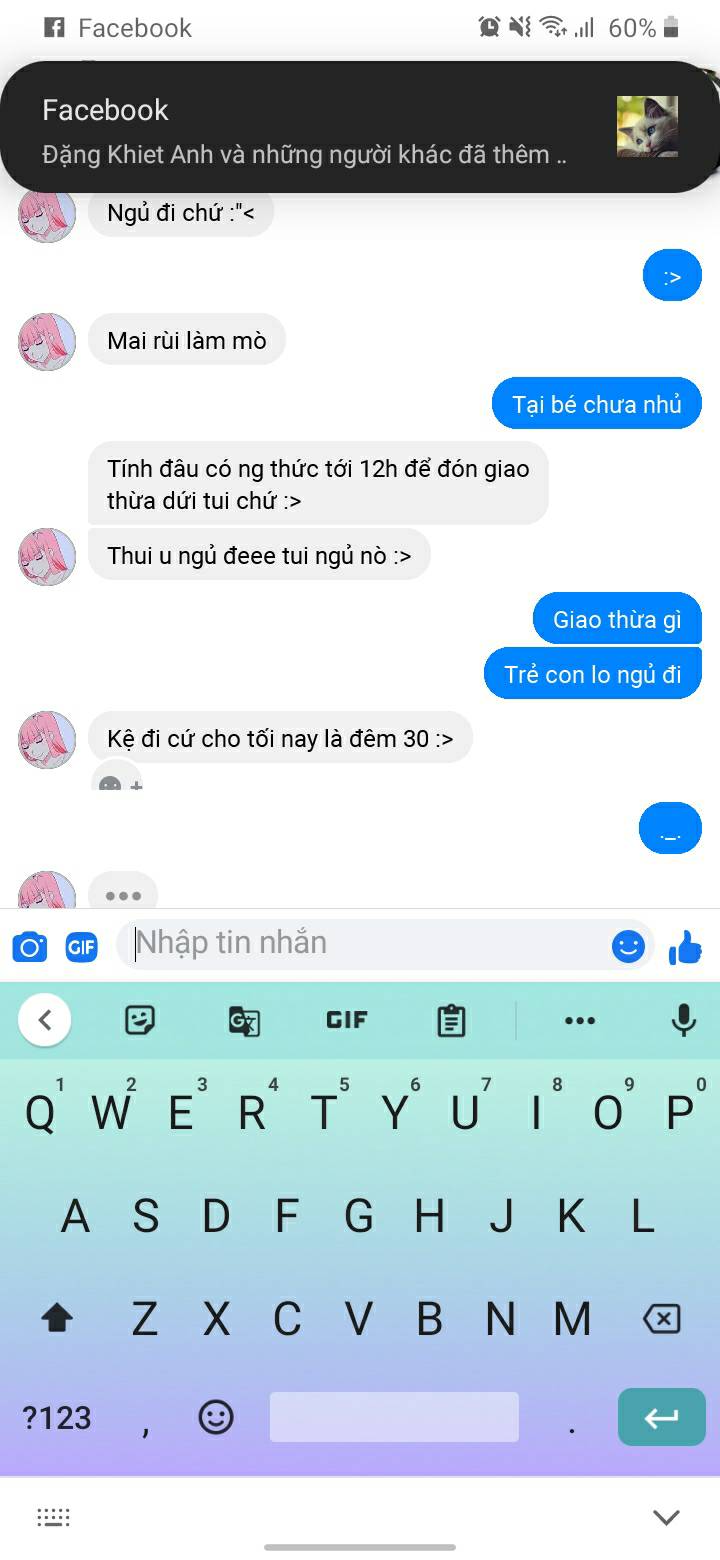 Facebook
60%
Facebook
Đặng Khiet Anh và những người khác đã thêm ..
Ngủ đi chứ :"<
:>
Mai rùi làm mò
Tại bé chưa nhủ
Tính đâu có ng thức tới 12h để đón giao
thừa dứi tui chứ :>
Thui u ngủ đeee tui ngủ nò :>
Giao thừa gì
Trẻ con lo ngủ đi
Kệ đi cứ cho tối nay là đêm 30 :>
._.
GIF
Nhập tin nhắn
GIF
1 2 3 4 5 6 7 8 9 0
Q W E R T Y U I O P
A S D F G H J K L
Z X C V B N M
?123 , .